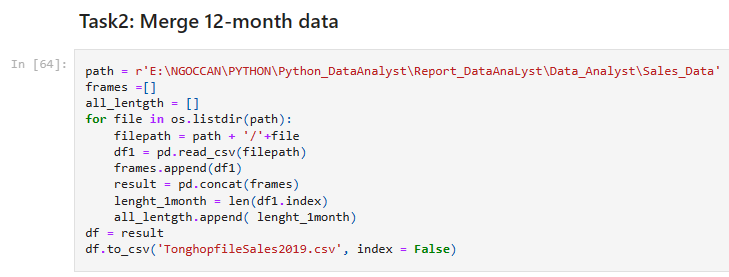 Task2: Merge 12-month data
In [64]:
path = r'E:\NGOCCAN\PYTHON\Python_DataAnalyst\Report_DataAnaLyst\Data_Analyst\Sales_Data'
frames =[]
all_lentgth = []
for file in os.listdir(path):
    filepath = path + '/'+file
    df1 = pd.read_csv(filepath)
    frames.append(df1)
    result = pd.concat(frames)
    lenght_1month = len(df1.index)
    all_lentgth.append( lenght_1month)
df = result
df.to_csv('TonghopfileSales2019.csv', index = False)